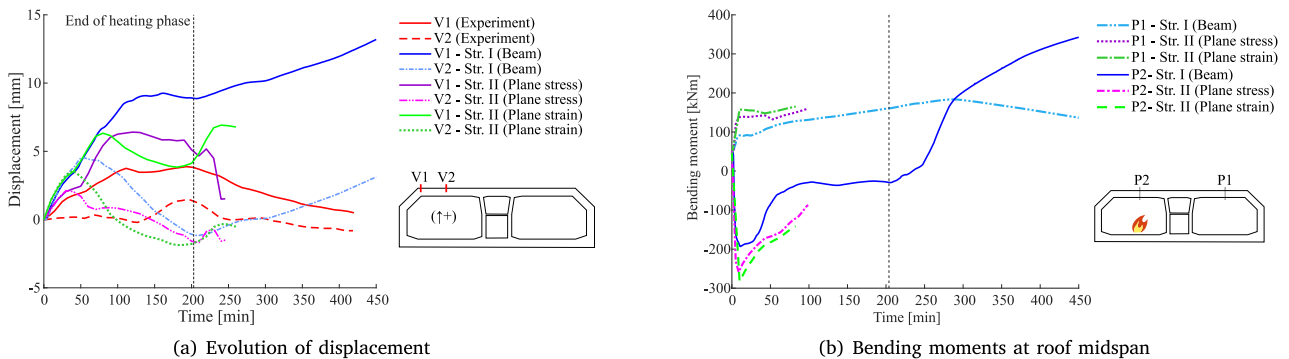 End of heating phase
V1 (Experiment)
V2 (Experiment)
V1 - Str. I (Beam)
V2 - Str. I (Beam)
V1 - Str. II (Plane stress)
V2 - Str. II (Plane stress)
V1 - Str. II (Plane strain)
V2 - Str. II (Plane strain)
15
10
5
0
-5
Displacement [mm]
0 50 100 150 200 250 300 350 400 450
Time [min]
V1 V2
(↑+)
(a) Evolution of displacement
400
300
200
100
0
-100
-200
-300
Bending moment [kNm]
0 50 100 150 200 250 300 350 400 450
Time [min]
P1 - Str. I (Beam)
P1 - Str. II (Plane stress)
P1 - Str. II (Plane strain)
P2- Str. I (Beam)
P2- Str. II (Plane stress)
P2- Str. II (Plane strain)
P2 P1
(b) Bending moments at roof midspan